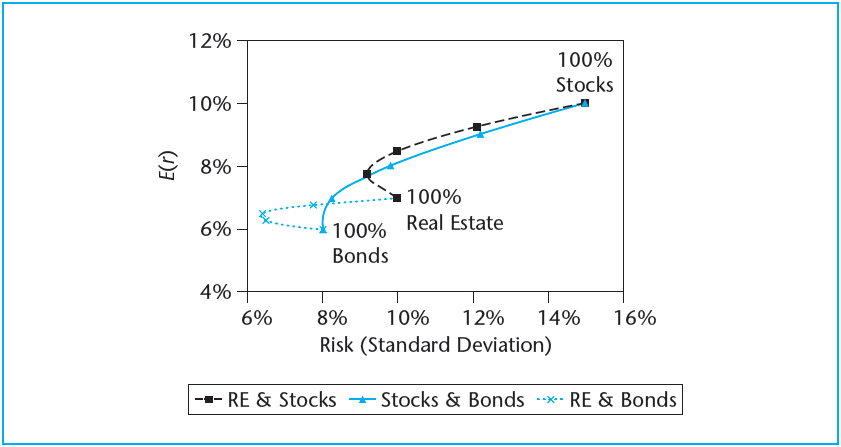 12%
100%
Stocks
10%
E(r)
8%
100%
Real Estate
6%
100%
Bonds
4%
6% 8% 10% 12% 14% 16%
Risk (Standard Deviation)
RE & Stocks Stocks & Bonds RE & Bonds